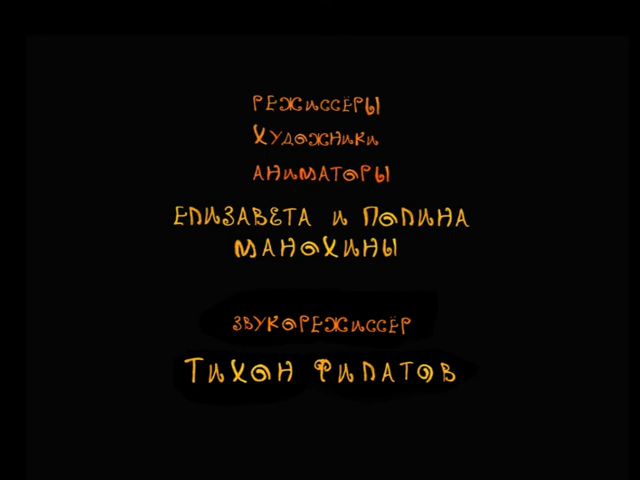 РЕЖИССЁРЫ
ХУДОЖНИКИ
АНИМАТОРЫ
ЕЛИЗАВЕТА И ПОЛИНА
МАНОХИНЫ
ЗВУКОРЕЖИССЁР
ТИХОН ФИЛАТОВ